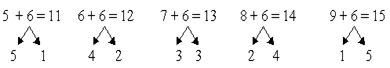 5 + 6 = 11 6 + 6 = 12 7 + 6 = 13 8 + 6 = 14 9 + 6 = 15
5 1 4 2 3 3 2 4 1 5